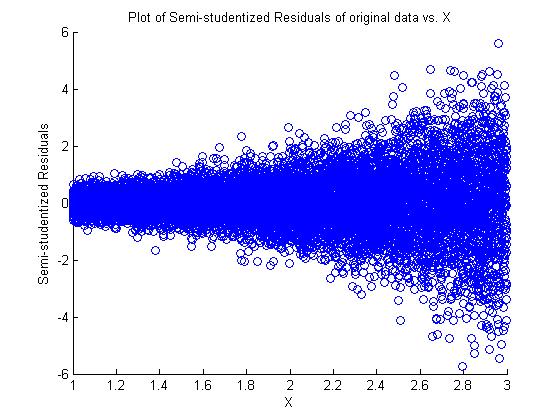 Plot of Semi-studentized Residuals of original data vs. X
6
4
2
0
-2
-4
-6
Semi-studentized Residuals
1 1.2 1.4 1.6 1.8 2 2.2 2.4 2.6 2.8 3
X